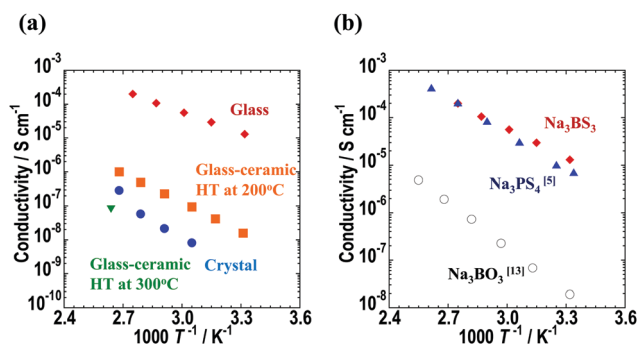 (a)
Conductivity / S cm⁻¹
10⁻³
10⁻⁴
10⁻⁵
10⁻⁶
10⁻⁷
10⁻⁸
10⁻⁹
10⁻¹⁰
Glass
Glass-ceramic
HT at 200°C
Glass-ceramic
HT at 300°C
Crystal
2.4 2.7 3.0 3.3 3.6
1000 T⁻¹ / K⁻¹
(b)
Conductivity / S cm⁻¹
10⁻³
10⁻⁴
10⁻⁵
10⁻⁶
10⁻⁷
10⁻⁸
Na₃BS₃
Na₃PS₄ [5]
Na₃BO₃ [13]
2.4 2.7 3.0 3.3 3.6
1000 T⁻¹ / K⁻¹